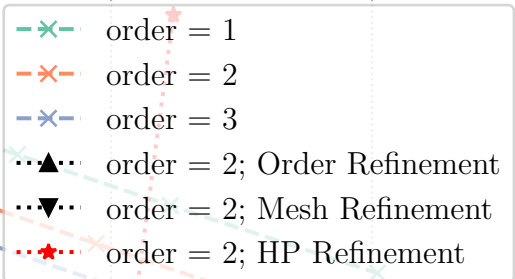 order = 1
order = 2
order = 3
order = 2; Order Refinement
order = 2; Mesh Refinement
order = 2; HP Refinement